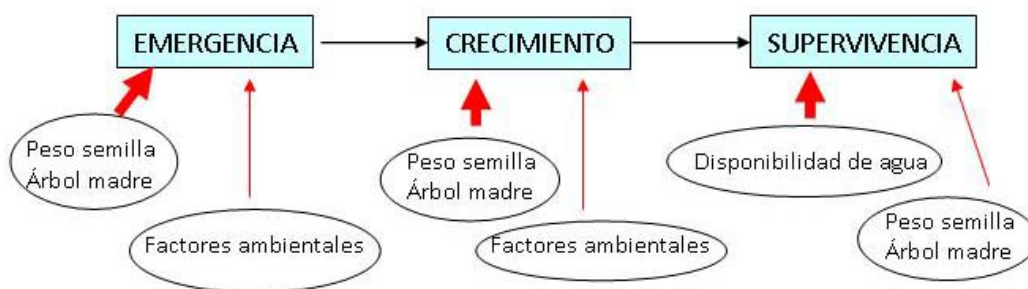 EMERGENCIA
CRECIMIENTO
SUPERVIVENCIA
Peso semilla
Árbol madre
Factores ambientales
Peso semilla
Árbol madre
Factores ambientales
Disponibilidad de agua
Peso semilla
Árbol madre